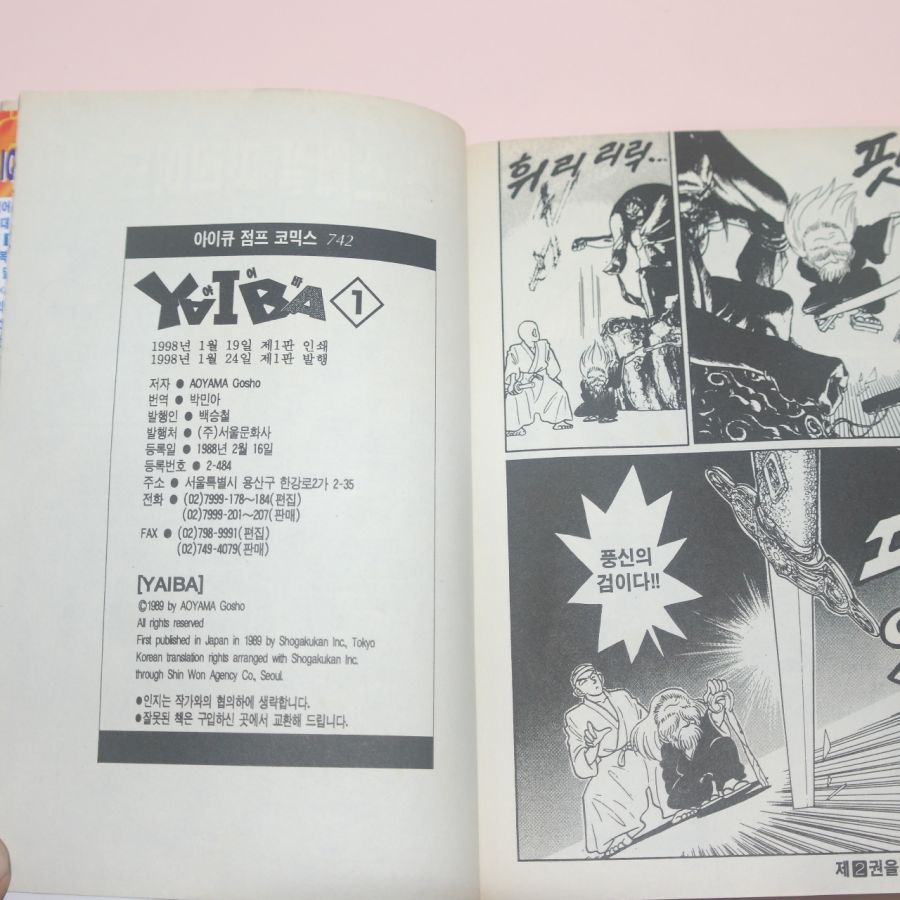 아이큐 점프 코믹스 742
YAIBA 1
야 이 바
1998년 1월 19일 제1판 인쇄
1998년 1월 24일 제1판 발행
저자 ● AOYAMA Gosho
번역 ● 박민아
발행인 ● 백승철
발행처 ● (주)서울문화사
등록일 ● 1988년 2월 16일
등록번호 ● 2-484
주소 ● 서울특별시 용산구 한강로2가 2-35
전화 ● (02)7999-178～184(편집)
(02)7999-201～207(판매)
FAX ● (02)798-9991(편집)
(02)749-4079(판매)
[YAIBA]
©1989 by AOYAMA Gosho
All rights reserved
First published in Japan in 1989 by Shogakukan Inc., Tokyo
Korean translation rights arranged with Shogakukan Inc.
through Shin Won Agency Co., Seoul.
●인지는 작가와의 협의하에 생략합니다.
●잘못된 책은 구입하신 곳에서 교환해 드립니다.
휘리리릭...
풍신의
검이다!!
제2권을